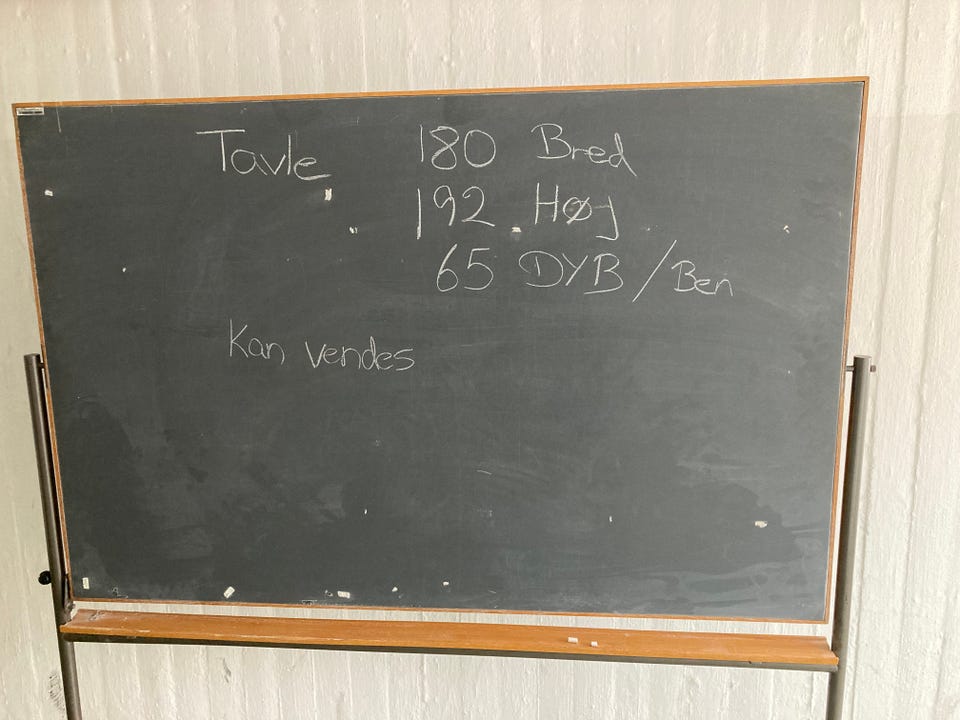 Tavle 180 Bred
192 Høj
65 DYB / Ben
Kan vendes